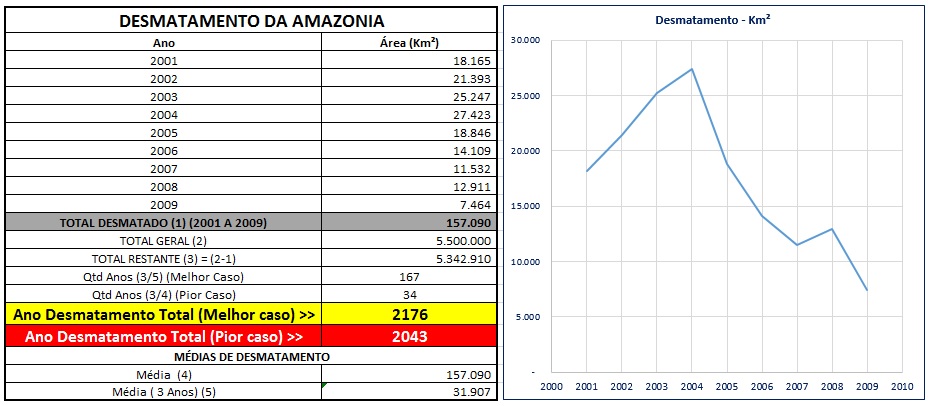 DESMATAMENTO DA AMAZONIA
Ano Área (Km²)
2001 18.165
2002 21.393
2003 25.247
2004 27.423
2005 18.846
2006 14.109
2007 11.532
2008 12.911
2009 7.464
TOTAL DESMATADO (1) (2001 A 2009) 157.090
TOTAL GERAL (2) 5.500.000
TOTAL RESTANTE (3) = (2-1) 5.342.910
Qtd Anos (3/5) (Melhor Caso) 167
Qtd Anos (3/4) (Pior Caso) 34
Ano Desmatamento Total (Melhor caso) >> 2176
Ano Desmatamento Total (Pior caso) >> 2043
MÉDIAS DE DESMATAMENTO
Média (4) 157.090
Média ( 3 Anos) (5) 31.907
Desmatamento - Km²
30.000
25.000
20.000
15.000
10.000
5.000
-
2000 2001 2002 2003 2004 2005 2006 2007 2008 2009 2010